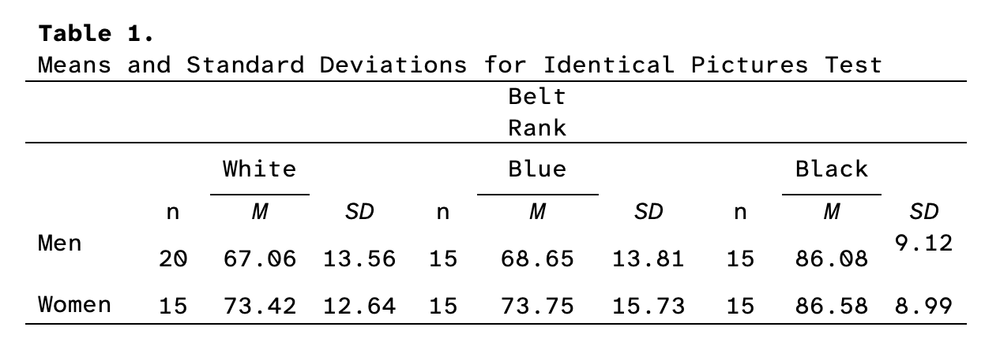 Table 1.
Means and Standard Deviations for Identical Pictures Test
Belt
Rank
White Blue Black
n M SD n M SD n M SD
Men 20 67.06 13.56 15 68.65 13.81 15 86.08 9.12
Women 15 73.42 12.64 15 73.75 15.73 15 86.58 8.99